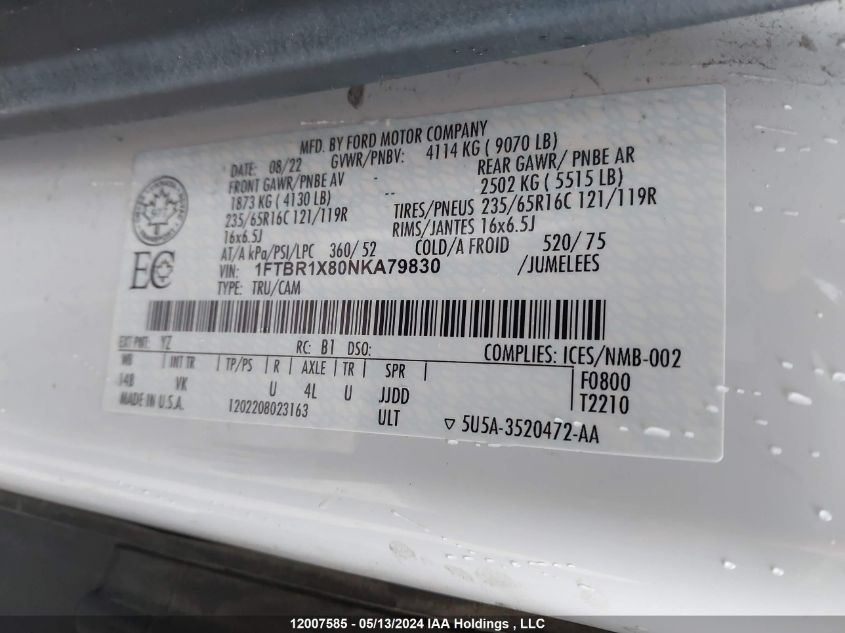 MFD. BY FORD MOTOR COMPANY
DATE: 08/22 GVWR/PNBV: 4114 KG ( 9070 LB)
FRONT GAWR/PNBE AV REAR GAWR/ PNBE AR
1873 KG ( 4130 LB) 2502 KG ( 5515 LB)
235/65R16C 121/119R TIRES/PNEUS 235/65R16C 121/119R
16x6.5J RIMS/JANTES 16x6.5J
AT/A kPa/PSI/LPC 360/ 52 COLD/A FROID 520/ 75
VIN: 1FTBR1X80NKA79830 /JUMELEES
TYPE: TRU/CAM
EC
EXT PNT: YZ RC: B1 DSO: COMPLIES: ICES/NMB-002
WB INT TR TP/PS R AXLE TR SPR F0800
148 VK U 4L U JJDD T2210
MADE IN U.S.A. 1202208023163 ULT ▽ 5U5A-3520472-AA
12007585 - 05/13/2024 IAA Holdings , LLC